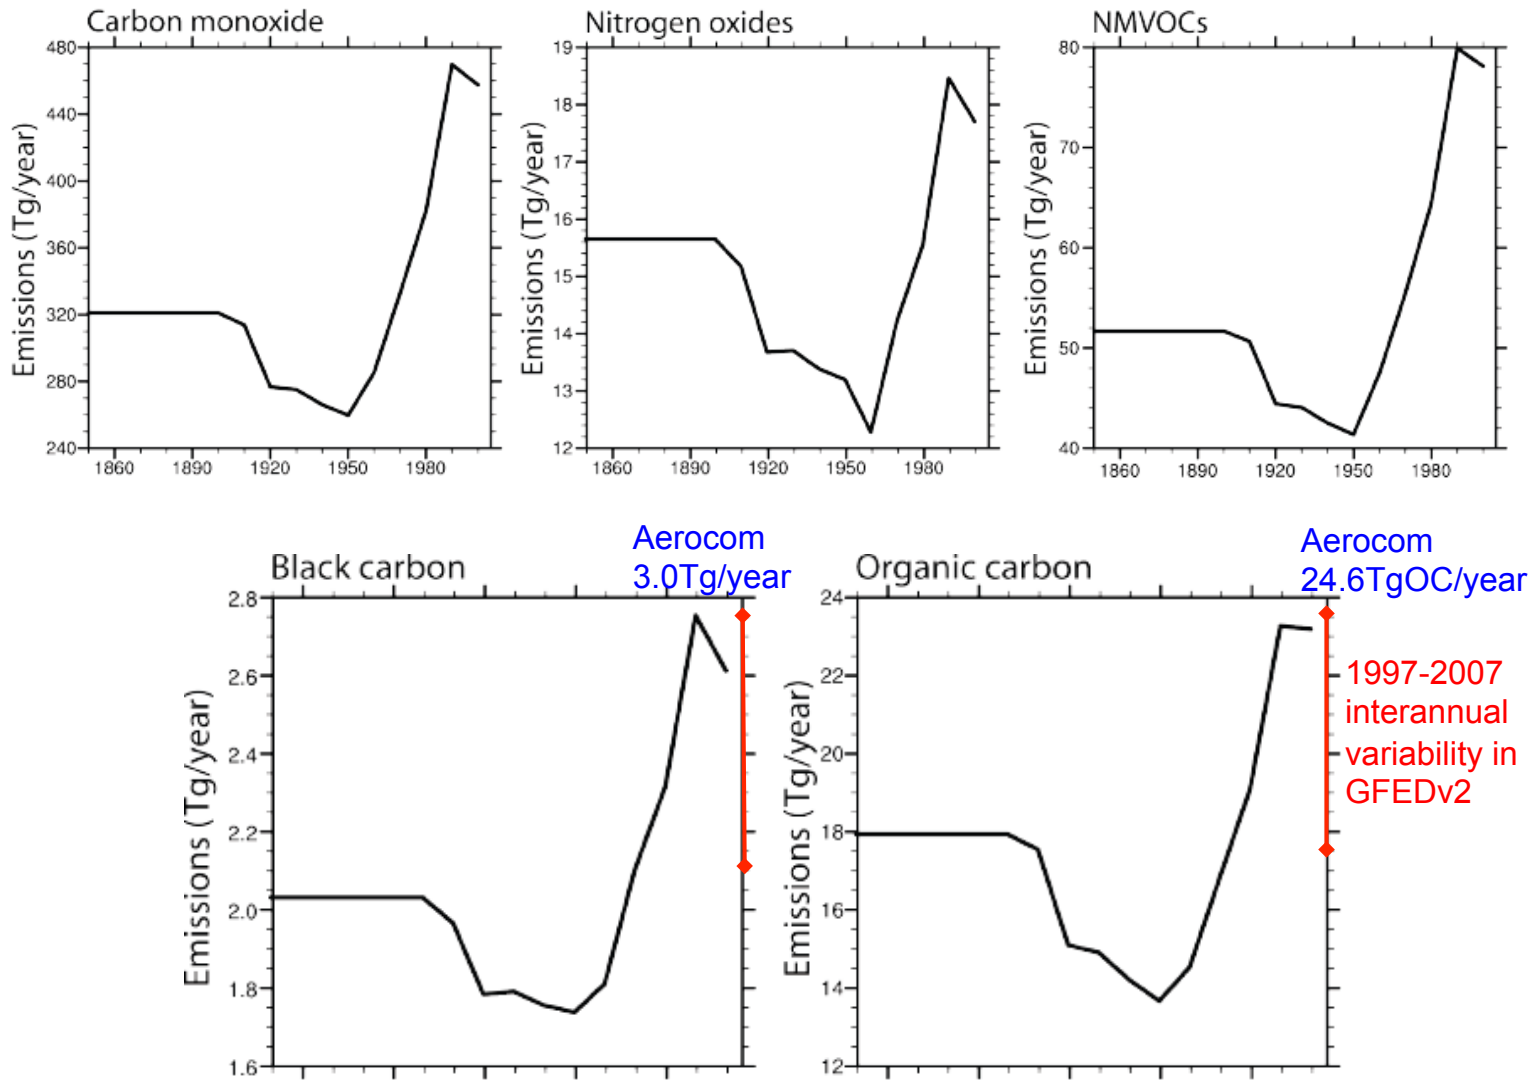 Carbon monoxide
480
440
400
360
320
280
240
Emissions (Tg/year)
1860 1890 1920 1950 1980
Nitrogen oxides
19
18
17
16
15
14
13
12
Emissions (Tg/year)
1860 1890 1920 1950 1980
NMVOCs
80
70
60
50
40
Emissions (Tg/year)
1860 1890 1920 1950 1980
Black carbon
Aerocom
3.0Tg/year
2.8
2.6
2.4
2.2
2.0
1.8
1.6
Emissions (Tg/year)
Organic carbon
Aerocom
24.6TgOC/year
24
22
20
18
16
14
12
Emissions (Tg/year)
1997-2007
interannual
variability in
GFEDv2